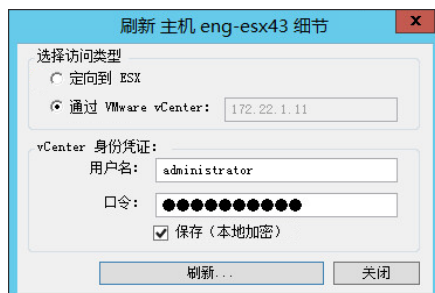 刷新 主机 eng-esx43 细节
x
选择访问类型
定向到 ESX
通过 VMware vCenter: 172.22.1.11
vCenter 身份凭证:
用户名: administrator
口令: ●●●●●●●●●●
保存（本地加密）
刷新... 关闭